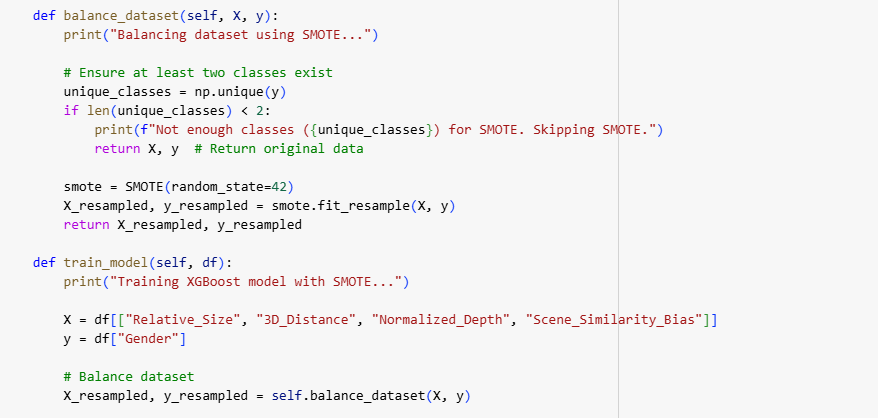 def balance_dataset(self, X, y):
print("Balancing dataset using SMOTE...")
# Ensure at least two classes exist
unique_classes = np.unique(y)
if len(unique_classes) < 2:
print(f"Not enough classes ({unique_classes}) for SMOTE. Skipping SMOTE.")
return X, y  # Return original data
smote = SMOTE(random_state=42)
X_resampled, y_resampled = smote.fit_resample(X, y)
return X_resampled, y_resampled
def train_model(self, df):
print("Training XGBoost model with SMOTE...")
X = df[["Relative_Size", "3D_Distance", "Normalized_Depth", "Scene_Similarity_Bias"]]
y = df["Gender"]
# Balance dataset
X_resampled, y_resampled = self.balance_dataset(X, y)